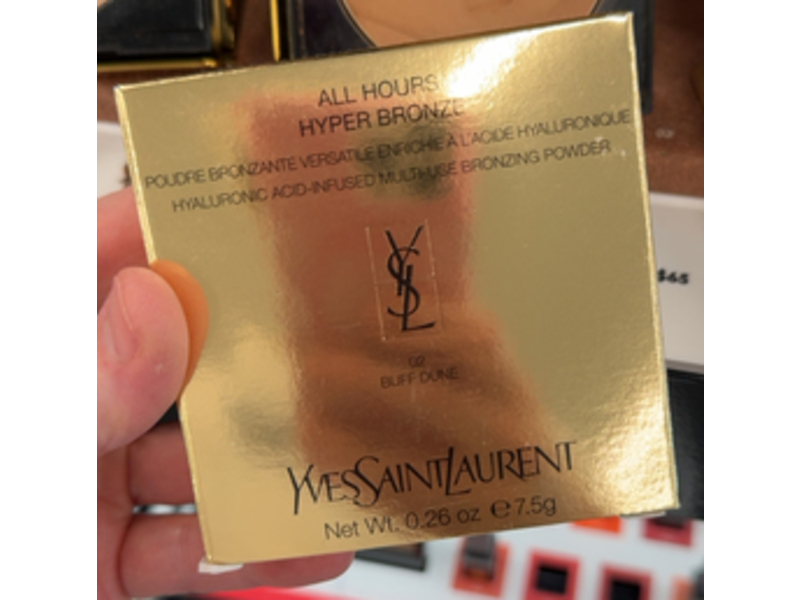 ALL HOURS
HYPER BRONZE
POUDRE BRONZANTE VERSATILE ENRICHIE À L'ACIDE HYALURONIQUE
HYALURONIC ACID-INFUSED MULTI-USE BRONZING POWDER
YSL
02
BUFF DUNE
YVESSAINTLAURENT
Net Wt. 0.26 oz ℮ 7.5g
$65